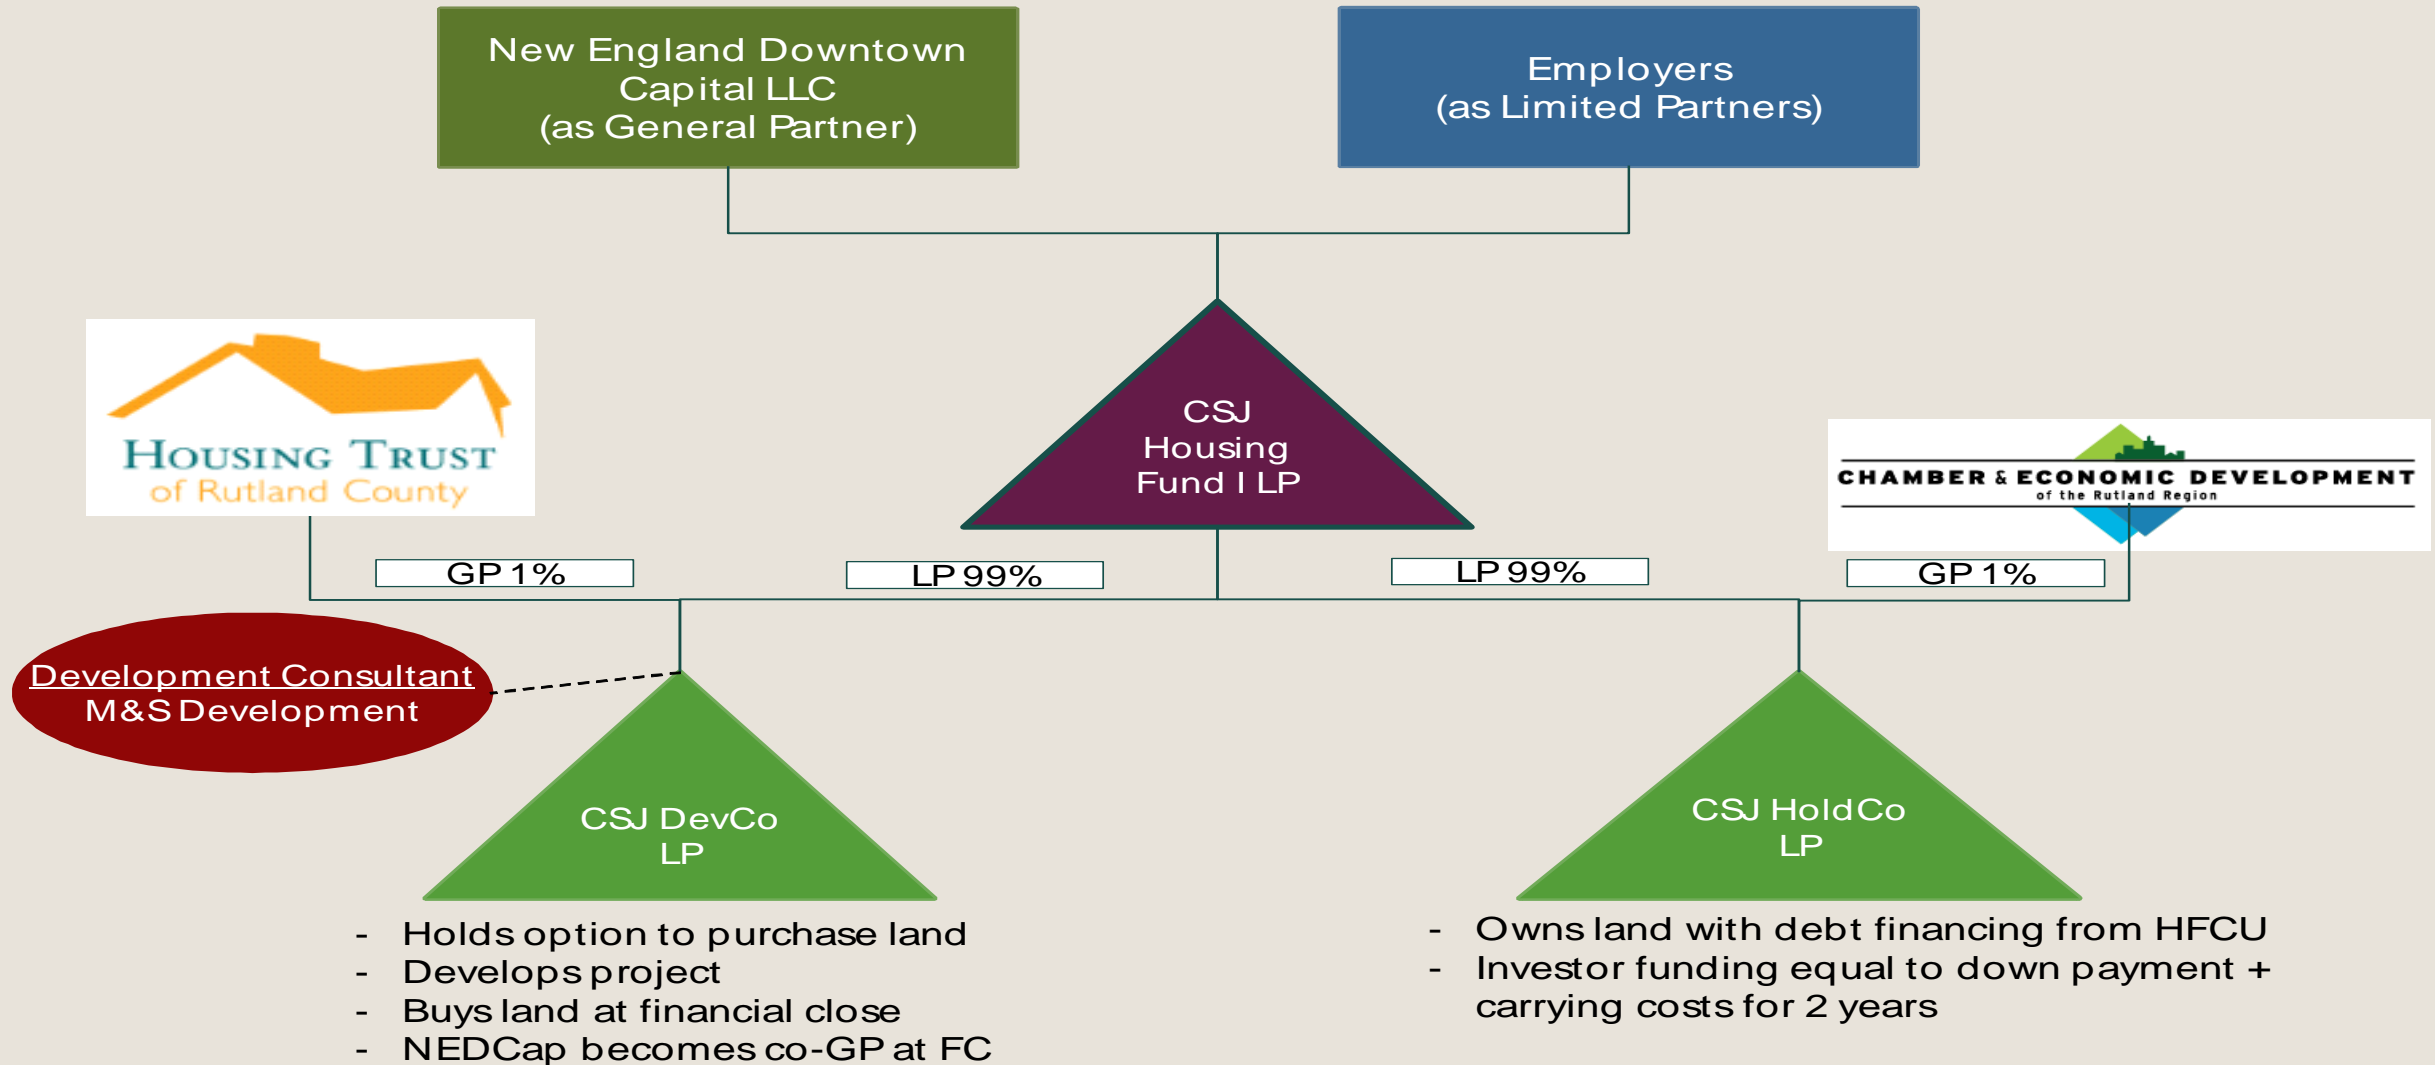 New England Downtown
Capital LLC
(as General Partner)
Employers
(as Limited Partners)
CSJ
Housing
Fund I LP
HOUSING TRUST
of Rutland County
CHAMBER & ECONOMIC DEVELOPMENT
of the Rutland Region
GP 1%
LP 99%
LP 99%
GP 1%
Development Consultant
M&S Development
CSJ DevCo
LP
CSJ HoldCo
LP
- Holds option to purchase land
- Develops project
- Buys land at financial close
- NEDCap becomes co-GP at FC
- Owns land with debt financing from HFCU
- Investor funding equal to down payment +
carrying costs for 2 years